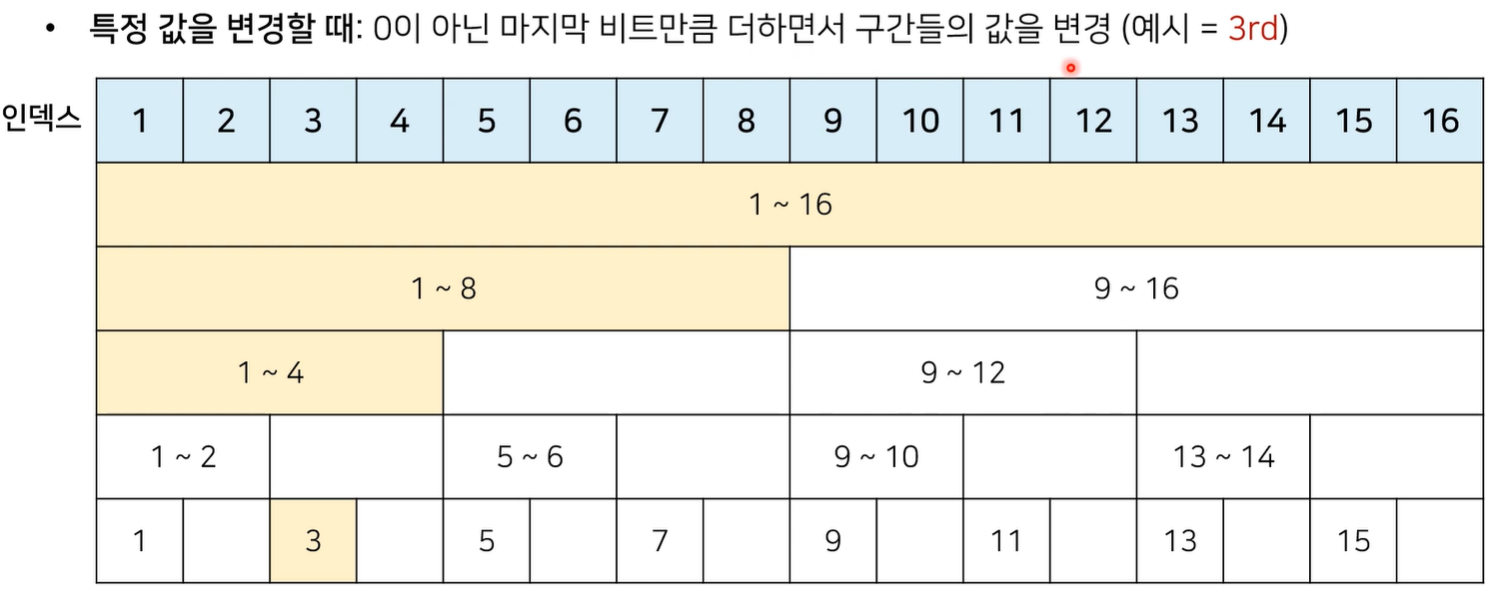 • 특정 값을 변경할 때: 0이 아닌 마지막 비트만큼 더하면서 구간들의 값을 변경 (예시 = 3rd)
인덱스 1 2 3 4 5 6 7 8 9 10 11 12 13 14 15 16
1 ~ 16
1 ~ 8 9 ~ 16
1 ~ 4 9 ~ 12
1 ~ 2 5 ~ 6 9 ~ 10 13 ~ 14
1 3 5 7 9 11 13 15